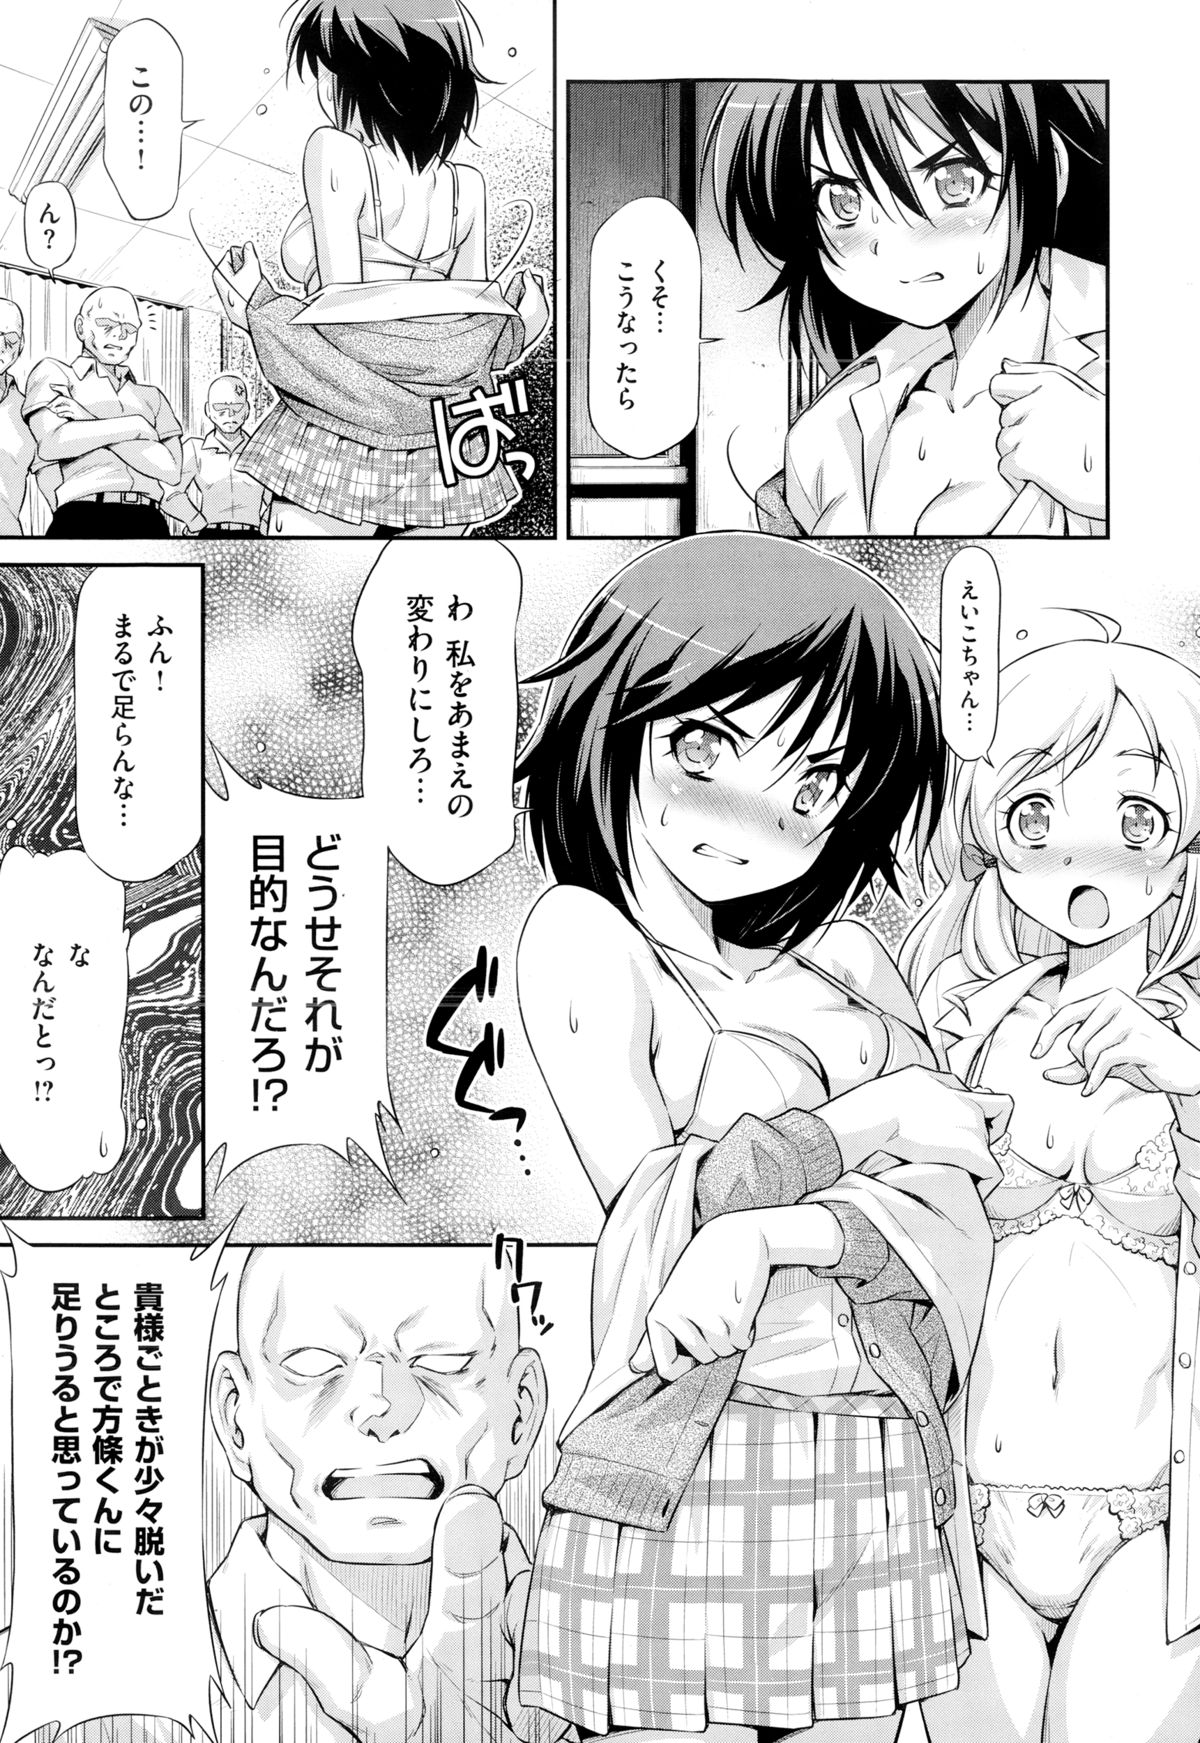 くそ…
こうなったら
この…！
ばっ
ん？
えいこちゃん…
わ 私をあまえの
変わりにしろ…
どうせそれが
目的なんだろ!?
むぎゅっ…
ふん！
まるで足らんな…
な
なんだとっ!?
クワッ
貴様ごときが少々脱いだ
ところで方條くんに
足りうると思っているのか!?